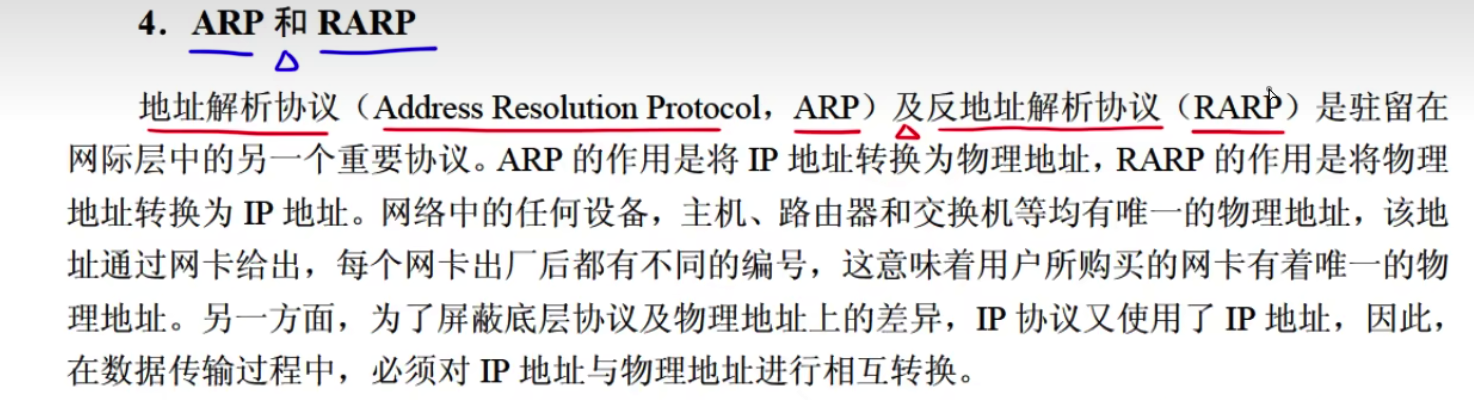 4．ARP 和 RARP
地址解析协议（Address Resolution Protocol，ARP）及反地址解析协议（RARP）是驻留在
网际层中的另一个重要协议。ARP 的作用是将 IP 地址转换为物理地址，RARP 的作用是将物理
地址转换为 IP 地址。网络中的任何设备，主机、路由器和交换机等均有唯一的物理地址，该地
址通过网卡给出，每个网卡出厂后都有不同的编号，这意味着用户所购买的网卡有着唯一的物
理地址。另一方面，为了屏蔽底层协议及物理地址上的差异，IP 协议又使用了 IP 地址，因此，
在数据传输过程中，必须对 IP 地址与物理地址进行相互转换。